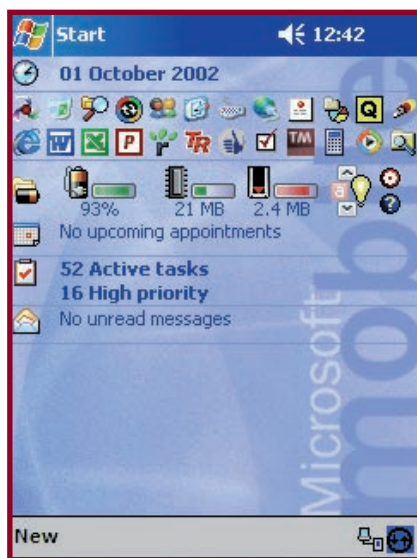 Start 12:42
01 October 2002
Q
W X P TR TM
93% 21 MB 2.4 MB
No upcoming appointments
52 Active tasks
16 High priority
No unread messages
Microsoft
mobile
New